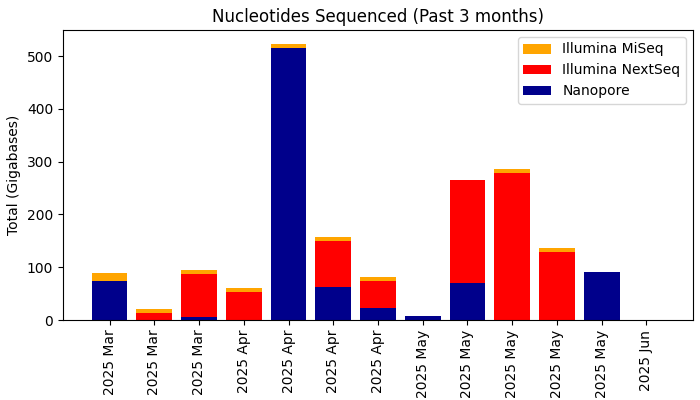 Nucleotides Sequenced (Past 3 months)
Illumina MiSeq
Illumina NextSeq
Nanopore
Total (Gigabases)
500
400
300
200
100
0
2025 Mar
2025 Mar
2025 Mar
2025 Apr
2025 Apr
2025 Apr
2025 Apr
2025 May
2025 May
2025 May
2025 May
2025 May
2025 Jun